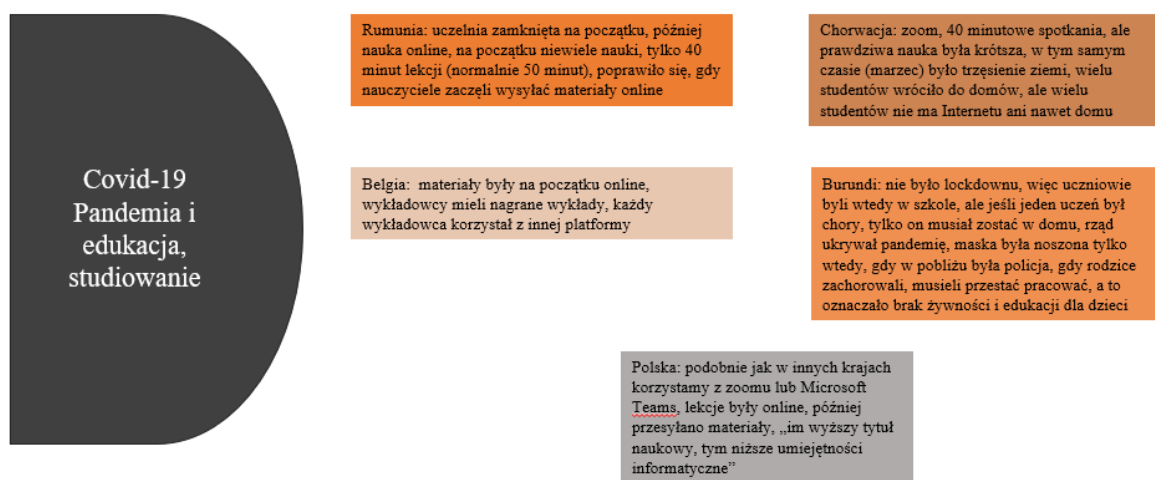 Covid-19
Pandemia i
edukacja,
studiowanie
Rumunia: uczelnia zamknięta na początku, później
nauka online, na początku niewiele nauki, tylko 40
minut lekcji (normalnie 50 minut), poprawiło się, gdy
nauczyciele zaczęli wysyłać materiały online
Chorwacja: zoom, 40 minutowe spotkania, ale
prawdziwa nauka była krótsza, w tym samym
czasie (marzec) było trzęsienie ziemi, wielu
studentów wróciło do domów, ale wielu
studentów nie ma Internetu ani nawet domu
Belgia:  materiały były na początku online,
wykładowcy mieli nagrane wykłady, każdy
wykładowca korzystał z innej platformy
Burundi: nie było lockdownu, więc uczniowie
byli wtedy w szkole, ale jeśli jeden uczeń był
chory, tylko on musiał zostać w domu, rząd
ukrywał pandemię, maska była noszona tylko
wtedy, gdy w pobliżu była policja, gdy rodzice
zachorowali, musieli przestać pracować, a to
oznaczało brak żywności i edukacji dla dzieci
Polska: podobnie jak w innych krajach
korzystamy z zoomu lub Microsoft
Teams, lekcje były online, później
przesyłano materiały, „im wyższy tytuł
naukowy, tym niższe umiejętności
informatyczne”